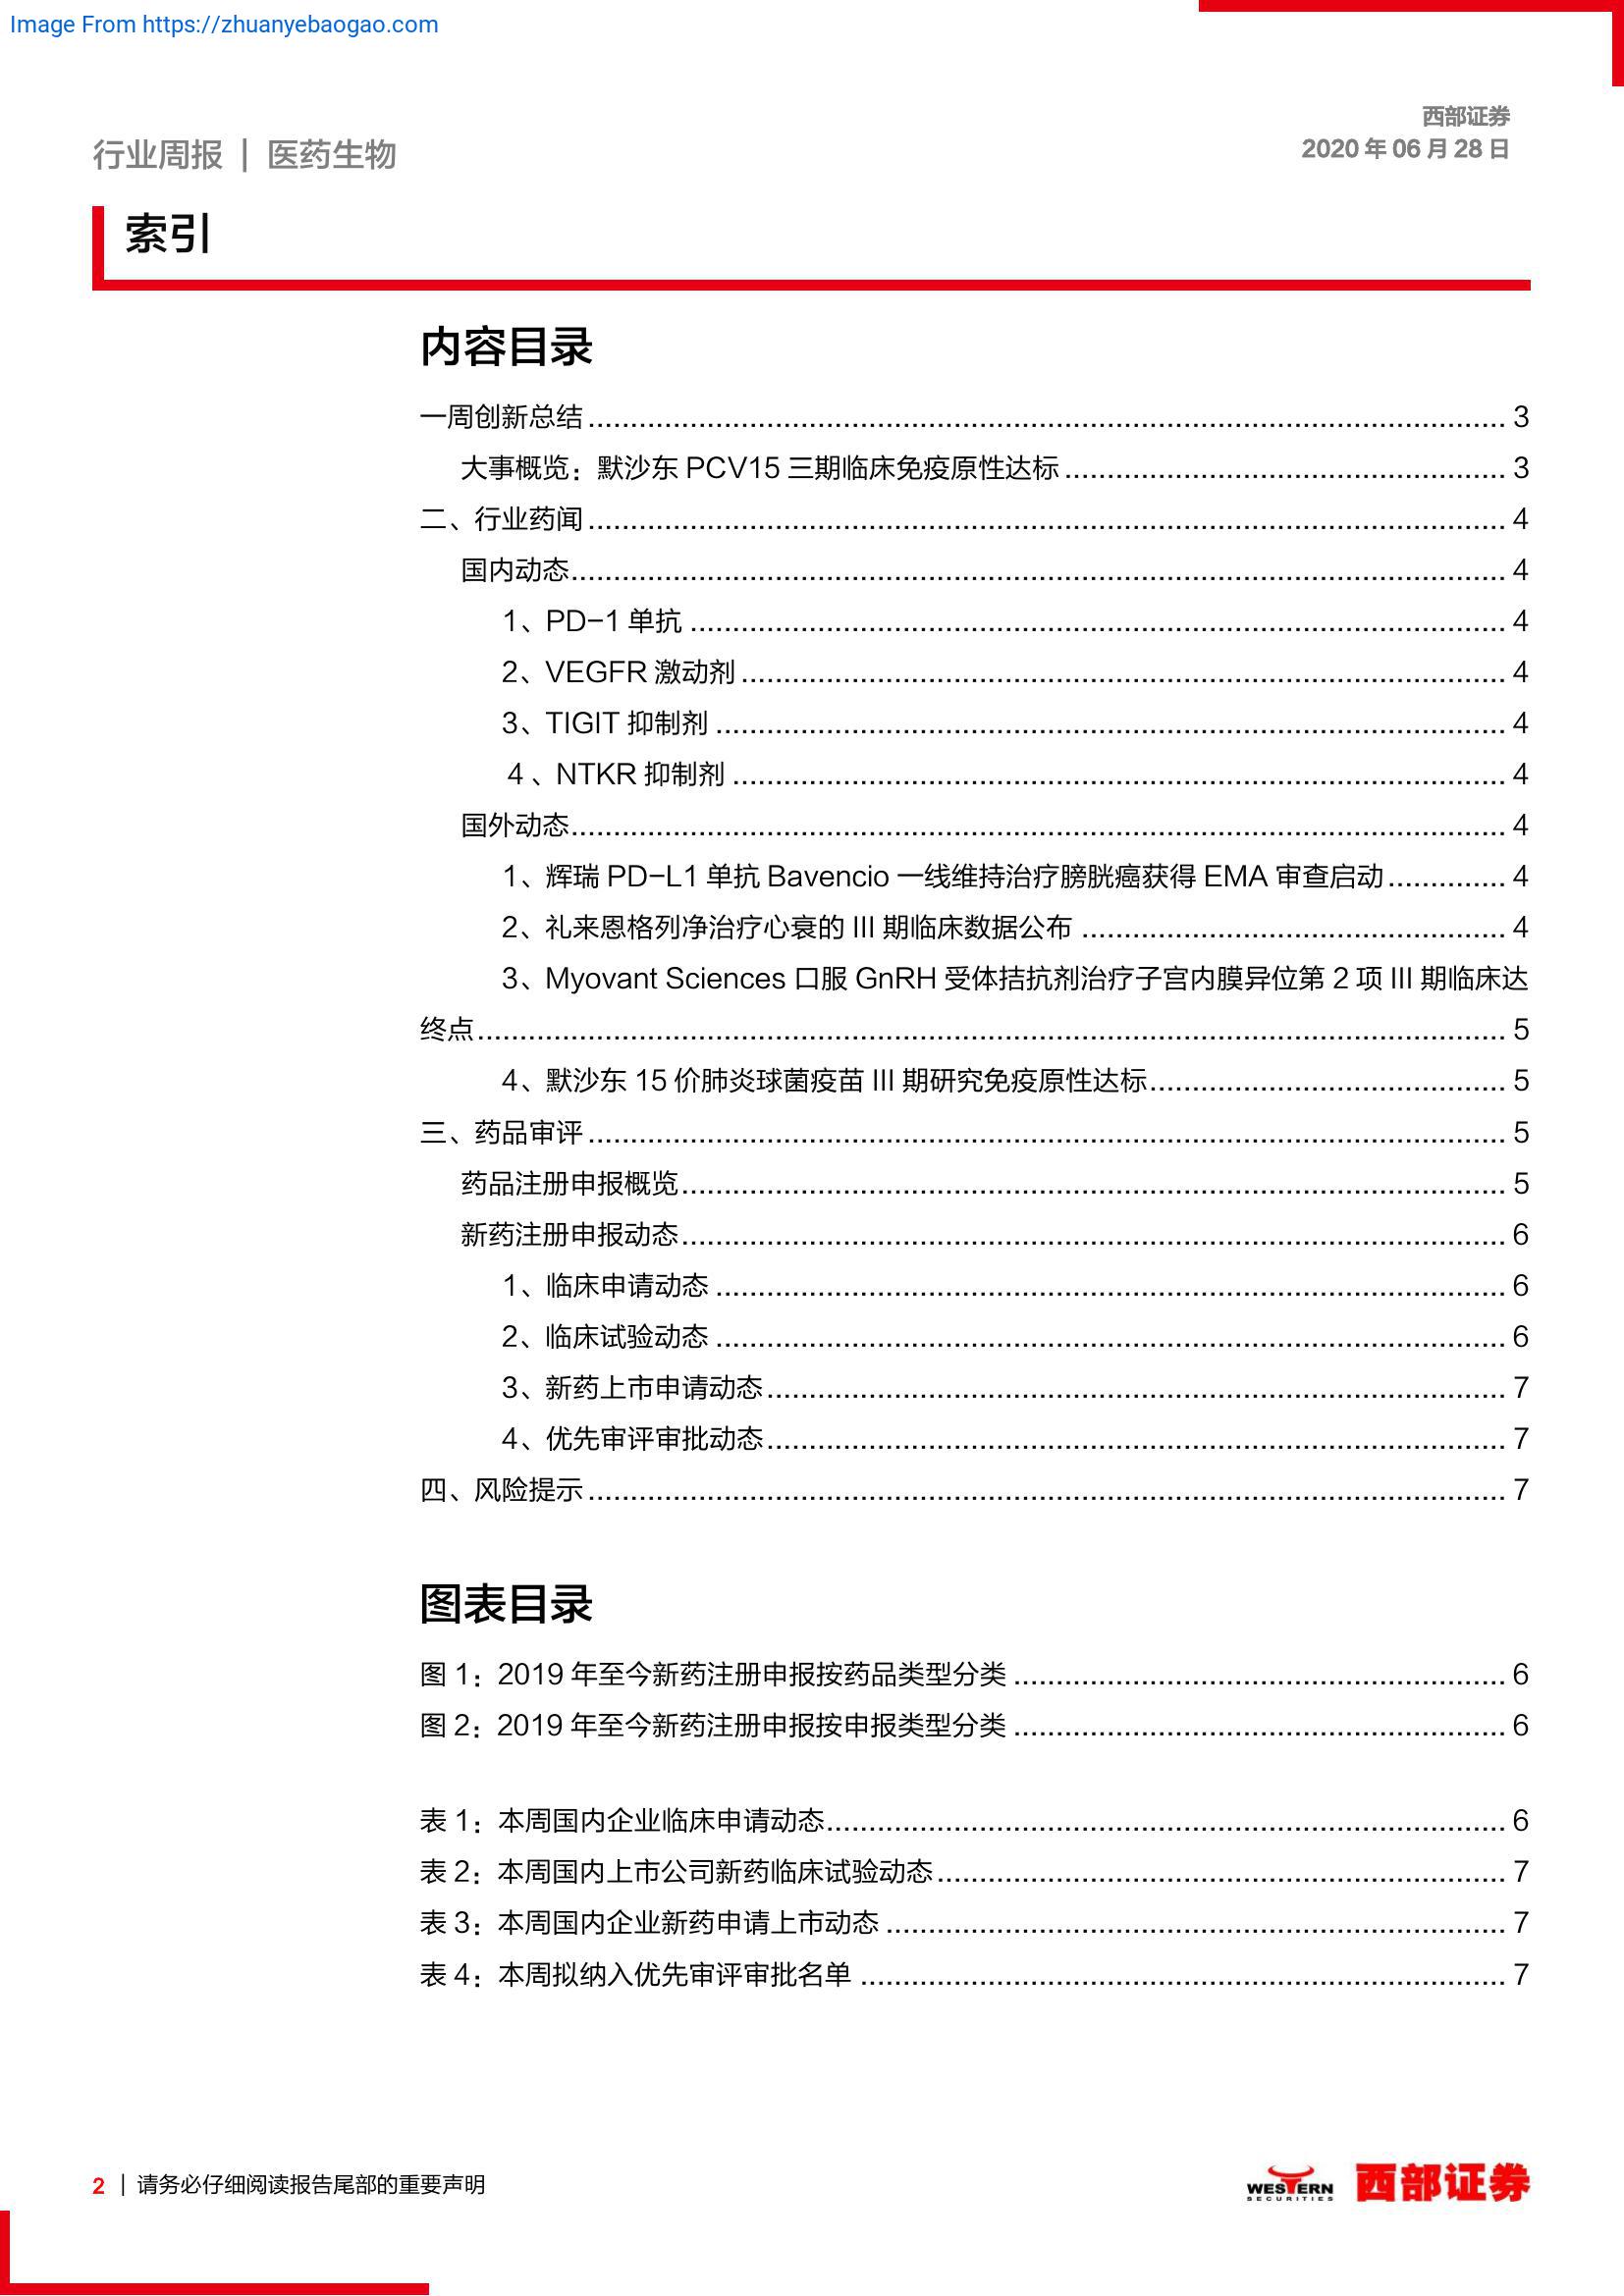 Image From https://zhuanyebaogao.com
西部证券
行业周报 | 医药生物
2020 年 06 月 28 日
索引
内容目录
一周创新总结 ........ 3
大事概览：默沙东 PCV15 三期临床免疫原性达标 ........ 3
二、行业药闻 ........ 4
国内动态 ........ 4
1、PD-1 单抗 ........ 4
2、VEGFR 激动剂 ........ 4
3、TIGIT 抑制剂 ........ 4
4 、NTKR 抑制剂 ........ 4
国外动态 ........ 4
1、辉瑞 PD-L1 单抗 Bavencio 一线维持治疗膀胱癌获得 EMA 审查启动 ........ 4
2、礼来恩格列净治疗心衰的 III 期临床数据公布 ........ 4
3、Myovant Sciences 口服 GnRH 受体拮抗剂治疗子宫内膜异位第 2 项 III 期临床达
终点 ........ 5
4、默沙东 15 价肺炎球菌疫苗 III 期研究免疫原性达标 ........ 5
三、药品审评 ........ 5
药品注册申报概览 ........ 5
新药注册申报动态 ........ 6
1、临床申请动态 ........ 6
2、临床试验动态 ........ 6
3、新药上市申请动态 ........ 7
4、优先审评审批动态 ........ 7
四、风险提示 ........ 7
图表目录
图 1：2019 年至今新药注册申报按药品类型分类 ........ 6
图 2：2019 年至今新药注册申报按申报类型分类 ........ 6
表 1：本周国内企业临床申请动态 ........ 6
表 2：本周国内上市公司新药临床试验动态 ........ 7
表 3：本周国内企业新药申请上市动态 ........ 7
表 4：本周拟纳入优先审评审批名单 ........ 7
2 | 请务必仔细阅读报告尾部的重要声明
WESTERN
SECURITIES
西部证券